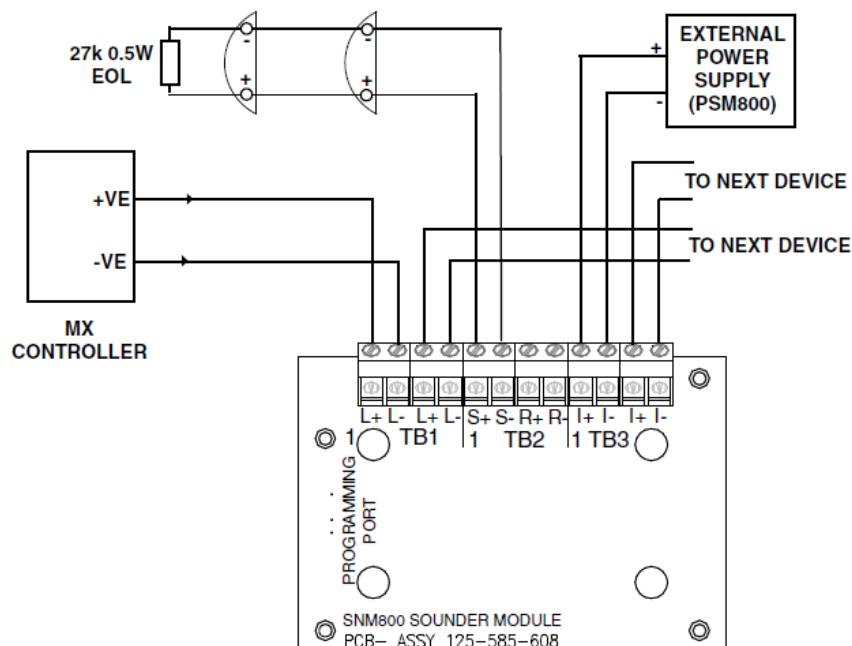 27k 0.5W
EOL
-
+
-
+
EXTERNAL
POWER
SUPPLY
(PSM800)
+
-
TO NEXT DEVICE
TO NEXT DEVICE
+VE
-VE
MX
CONTROLLER
L+ L- L+ L- S+ S- R+ R- I+ I- I+ I-
1 TB1 1 TB2 1 TB3
PROGRAMMING
PORT
SNM800 SOUNDER MODULE
PCB- ASSY 125-585-608